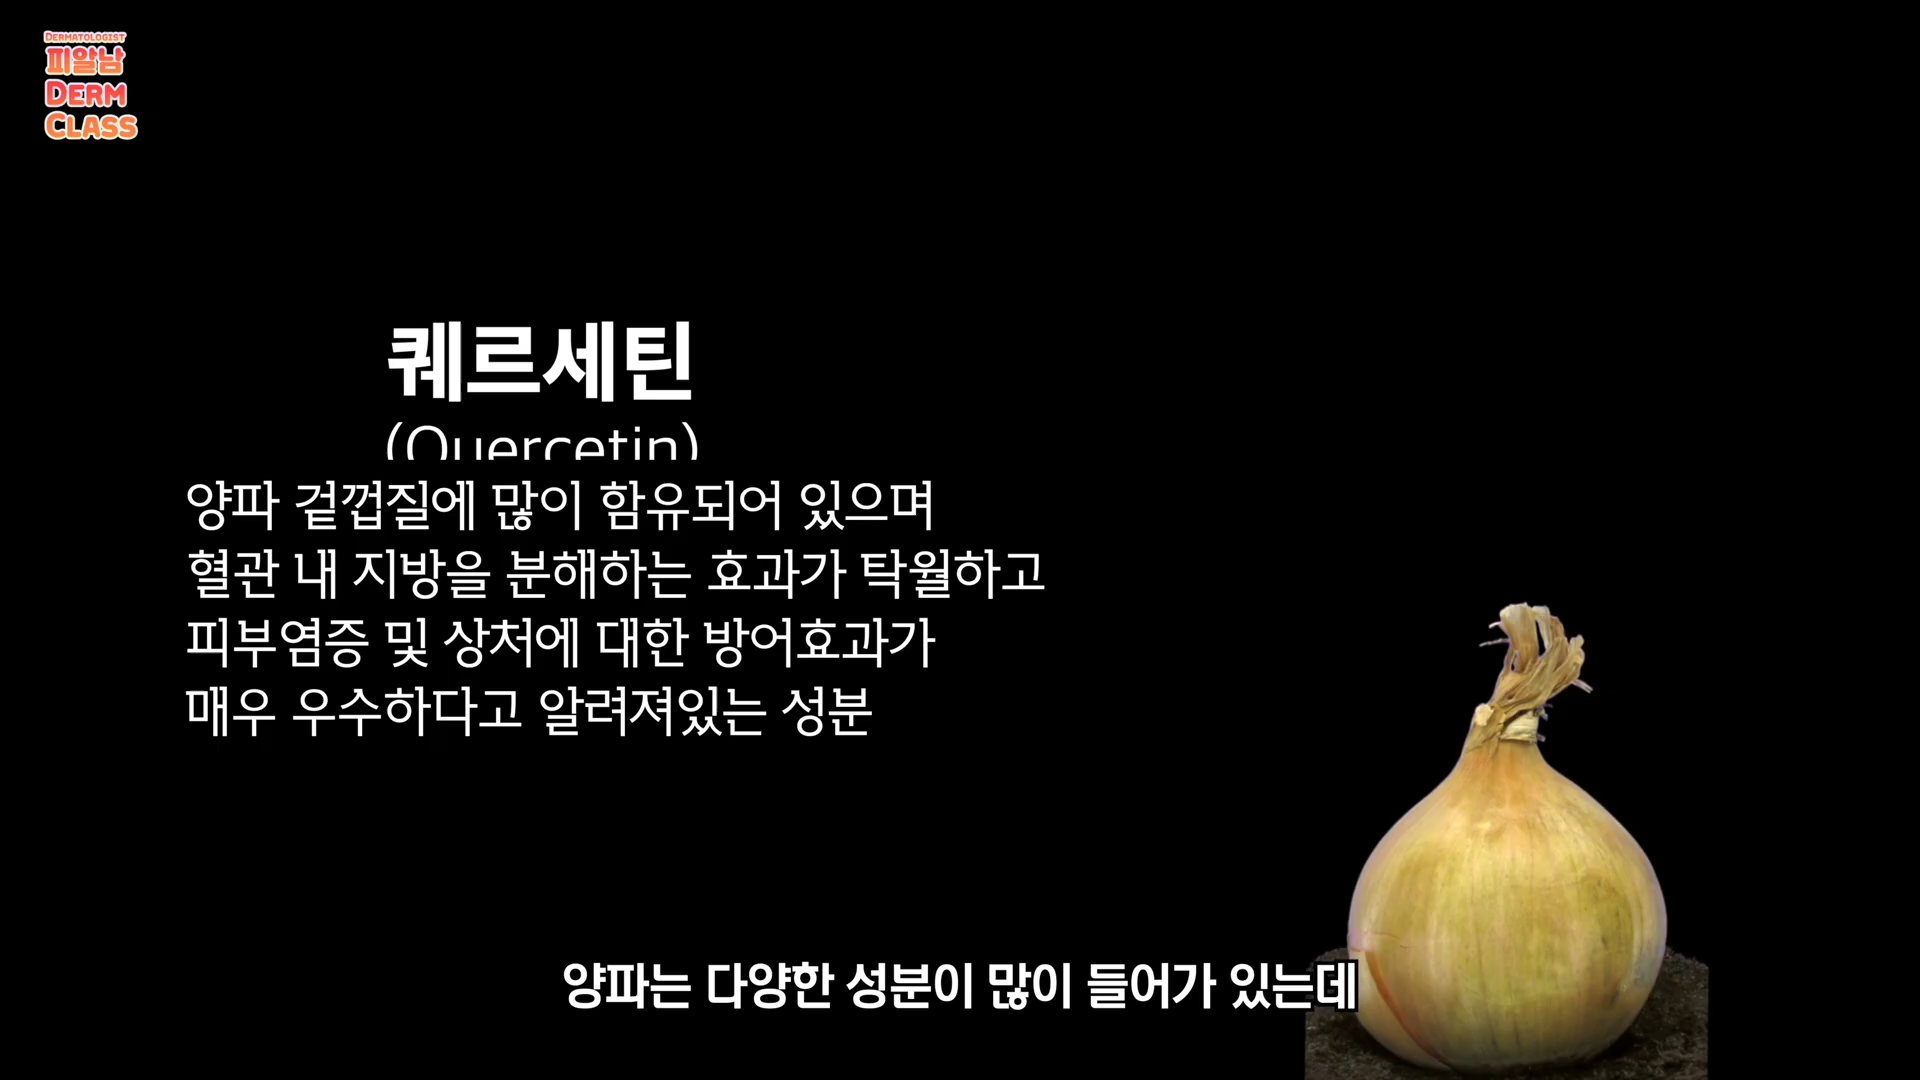 DERMATOLOGIST
피알남
DERM
CLASS
퀘르세틴
(Quercetin)
양파 겉껍질에 많이 함유되어 있으며
혈관 내 지방을 분해하는 효과가 탁월하고
피부염증 및 상처에 대한 방어효과가
매우 우수하다고 알려져있는 성분
양파는 다양한 성분이 많이 들어가 있는데